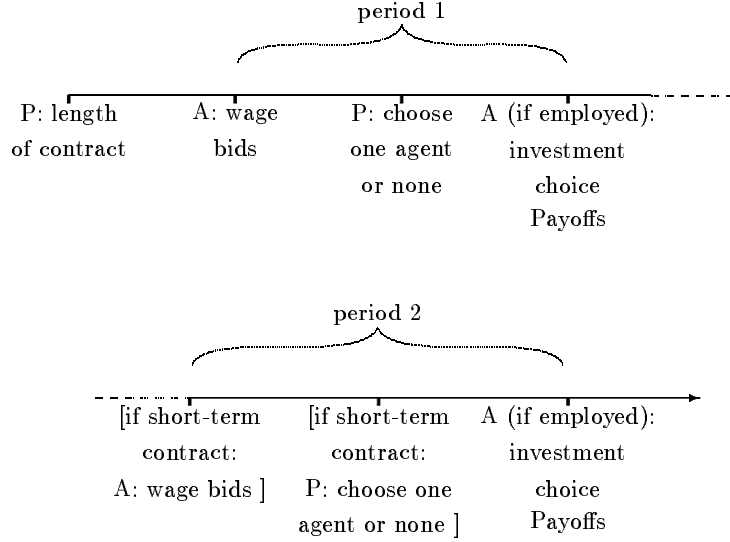 period 1
P: length
of contract
A: wage
bids
P: choose
one agent
or none
A (if employed):
investment
choice
Payoffs
period 2
[if short-term
contract:
A: wage bids ]
[if short-term
contract:
P: choose one
agent or none ]
A (if employed):
investment
choice
Payoffs